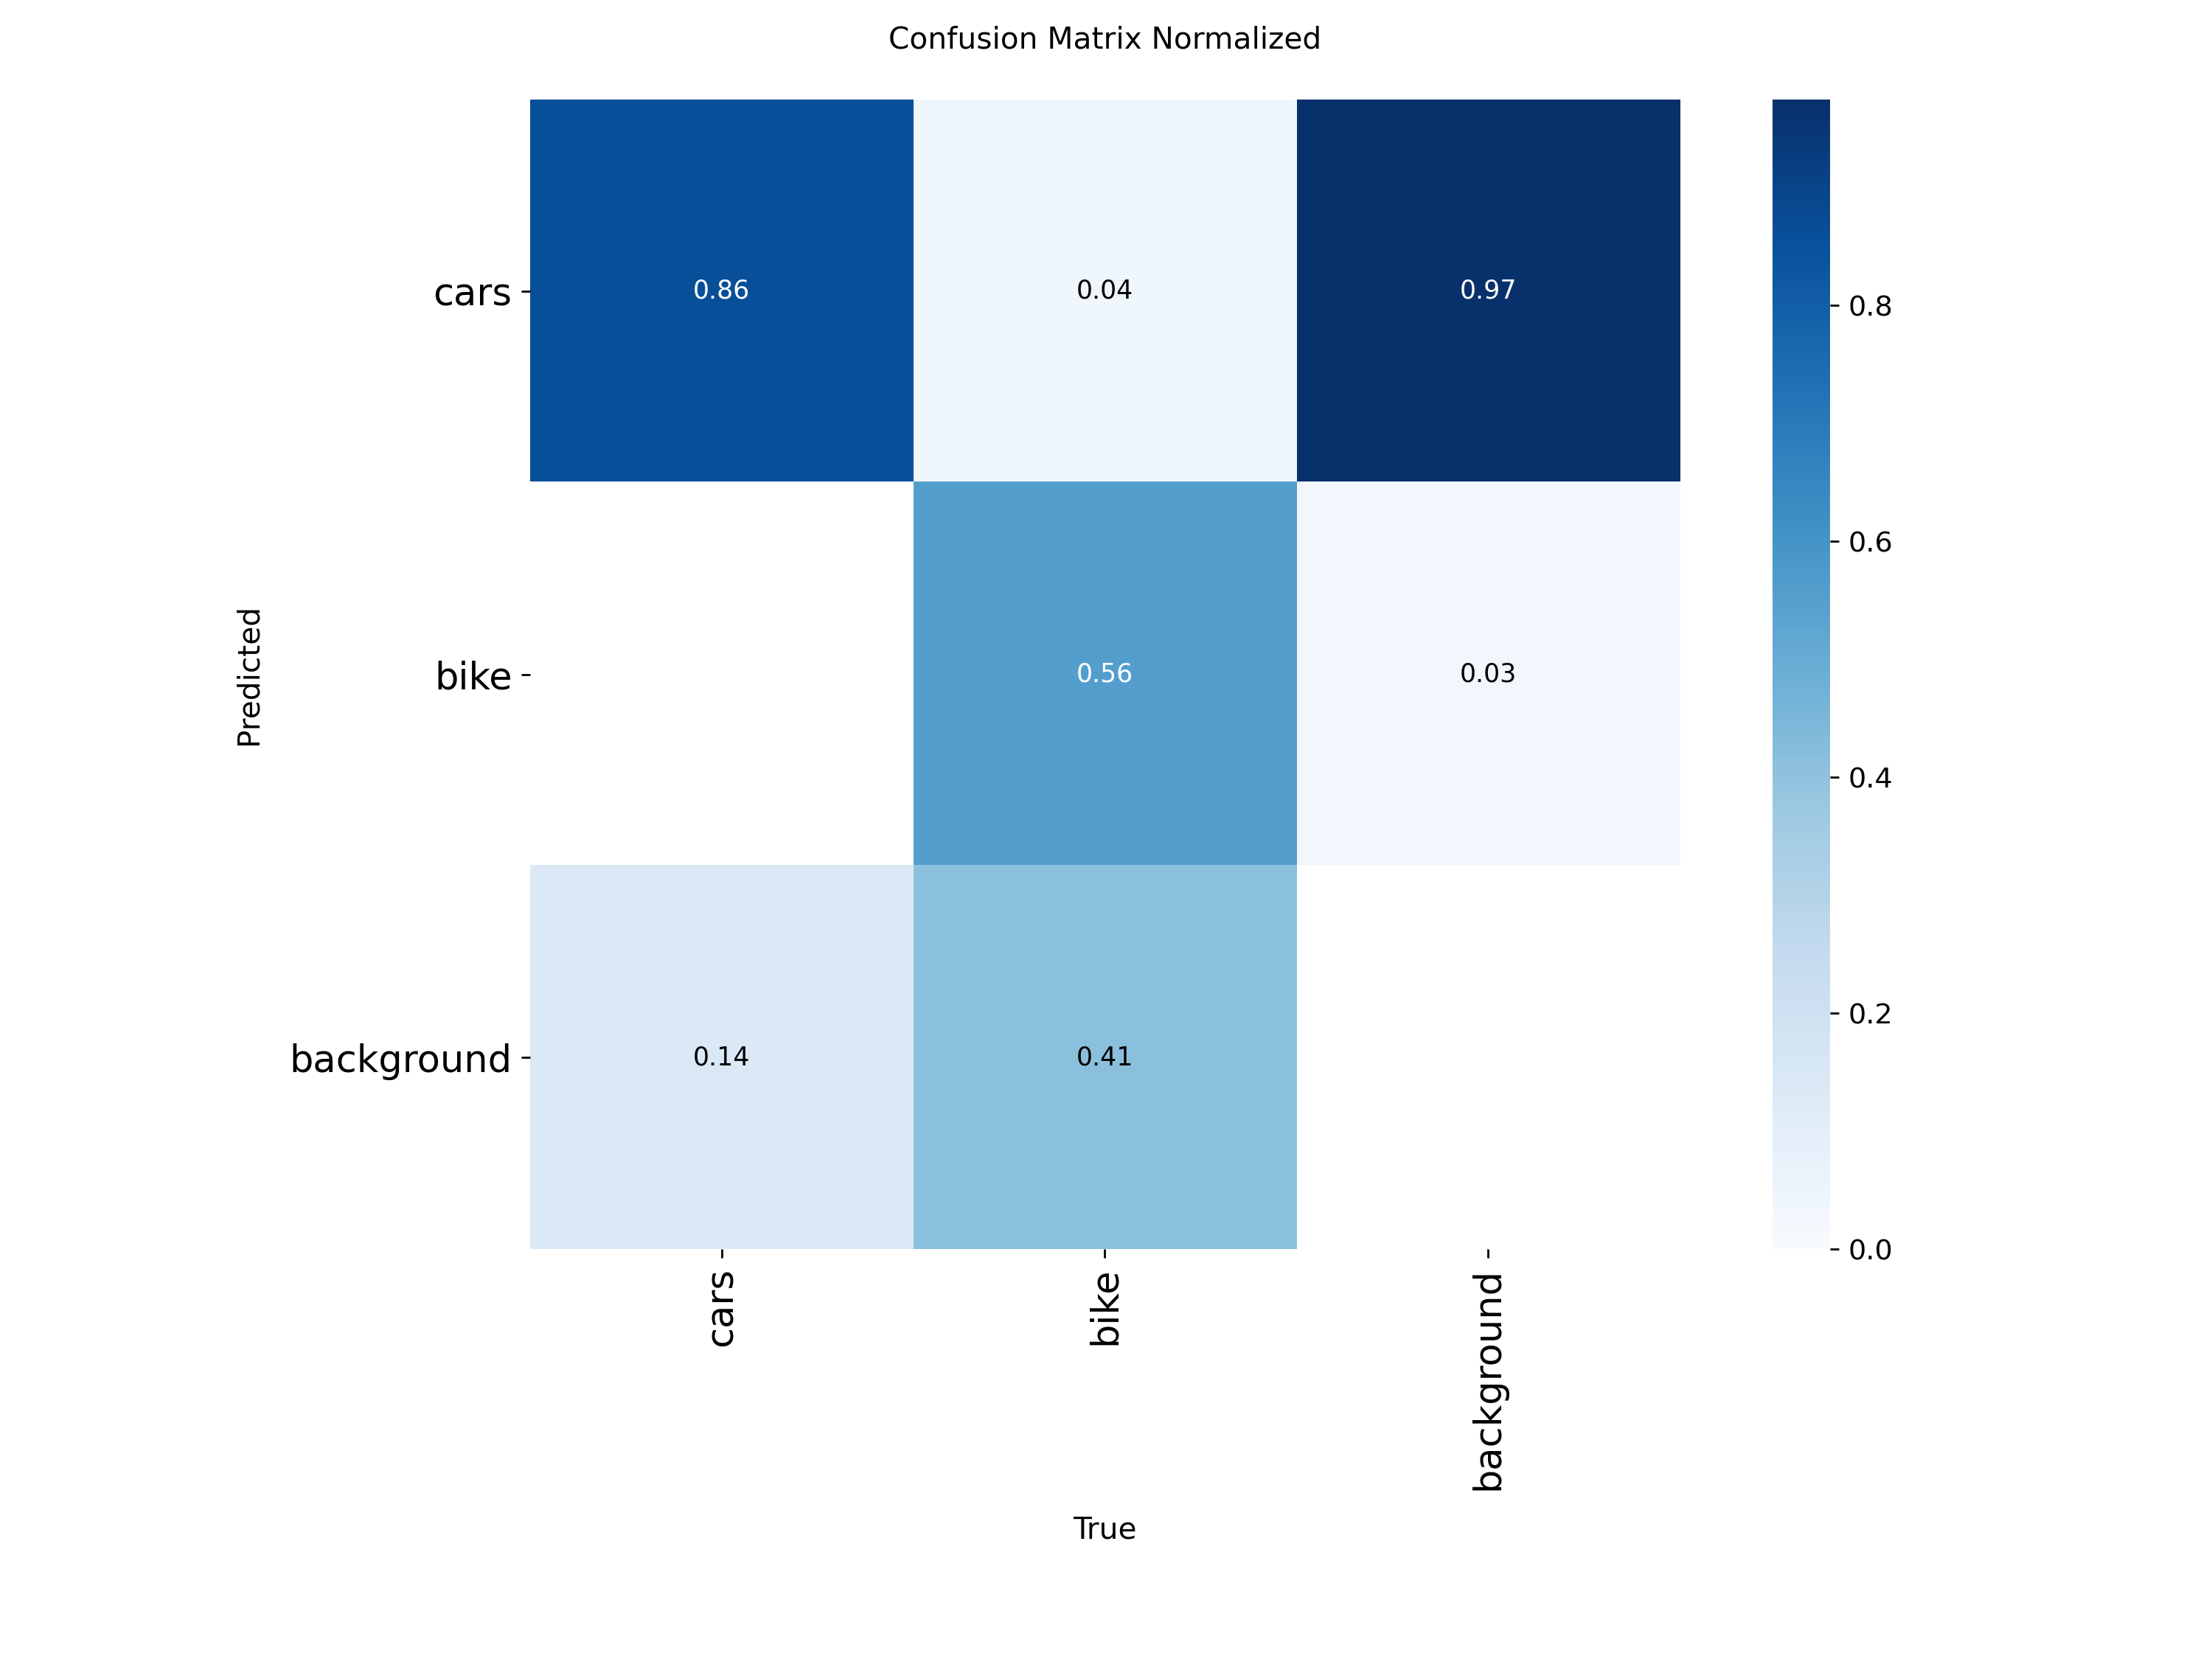 Confusion Matrix Normalized
cars
0.86
0.04
0.97
0.8
0.6
Predicted
bike
0.56
0.03
0.4
background
0.14
0.41
0.2
0.0
cars
bike
background
True